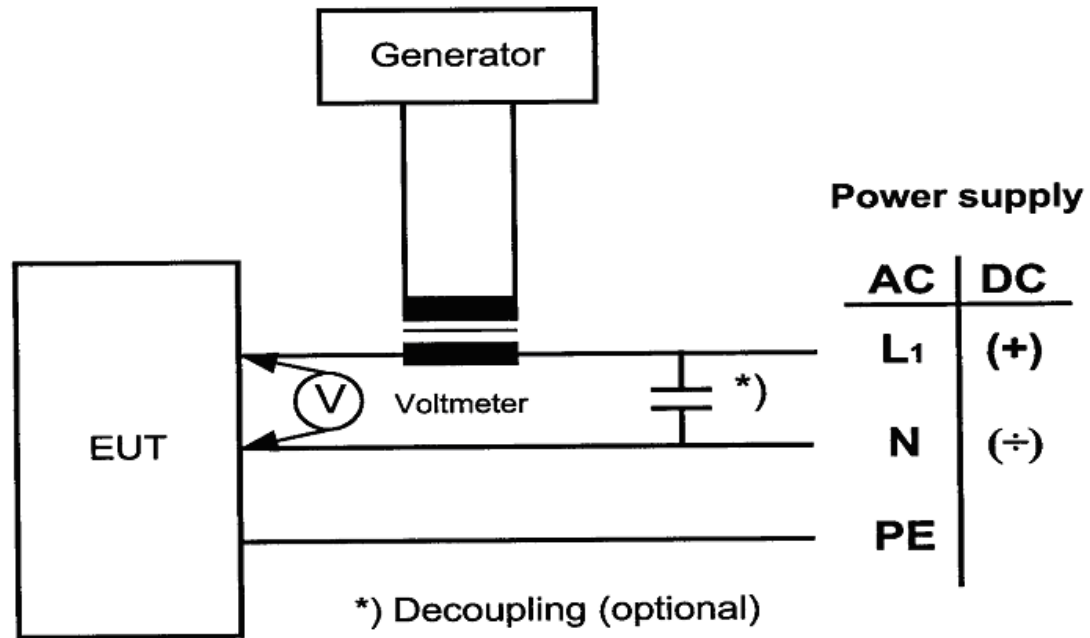 Generator
Power supply
AC DC
L1 (+)
*)
V Voltmeter
EUT
N (÷)
PE
*) Decoupling (optional)